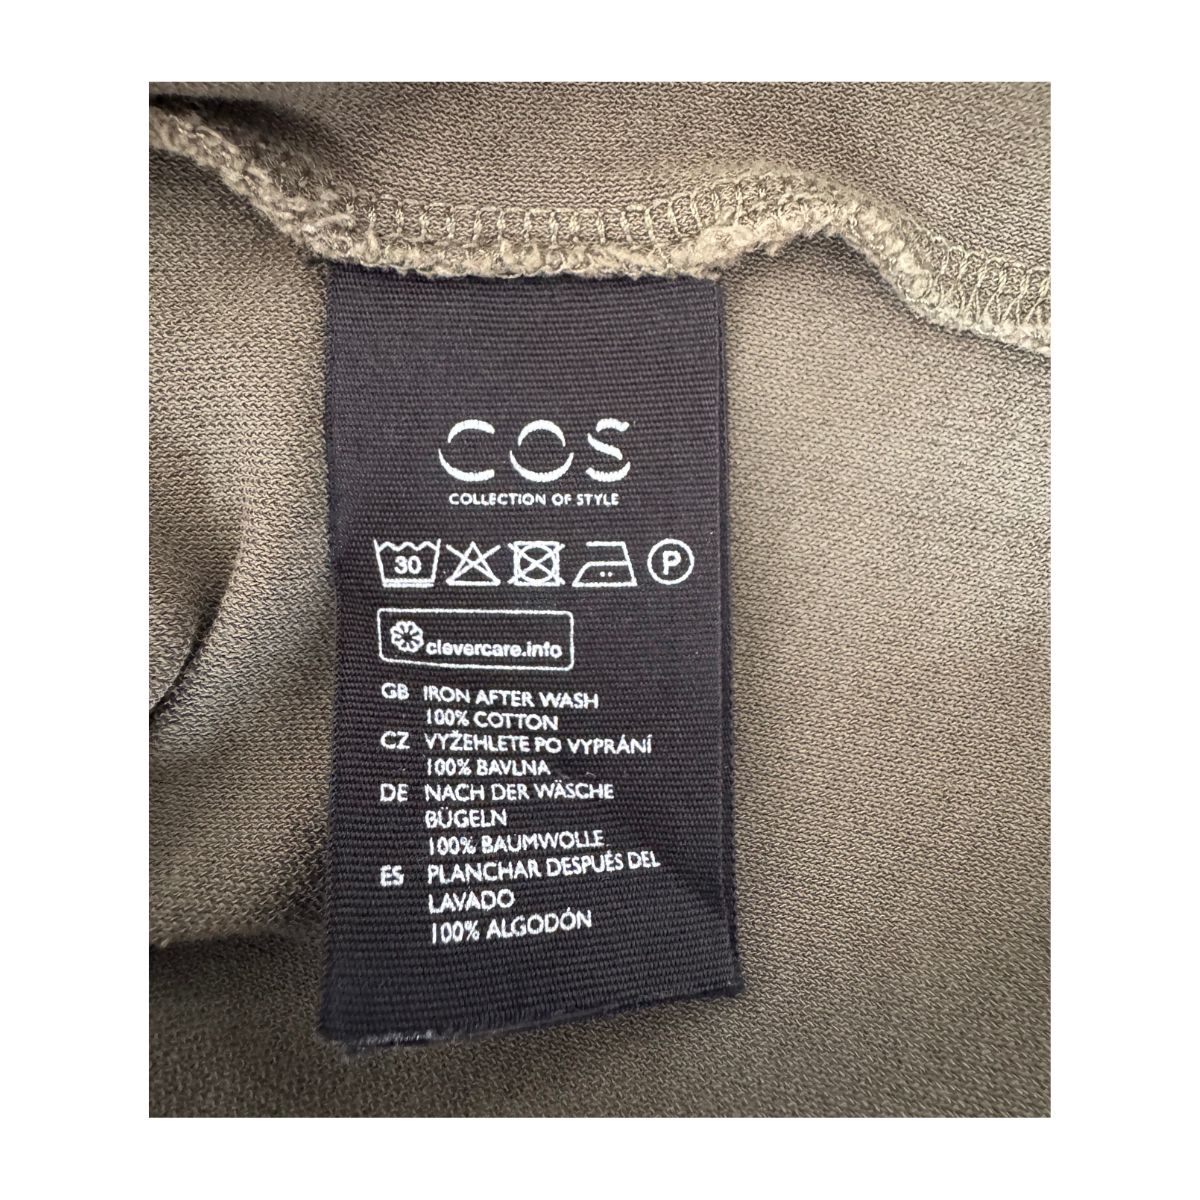 COS
COLLECTION OF STYLE
30 P
clevercare.info
GB IRON AFTER WASH
100% COTTON
CZ VYŽEHLETE PO VYPRÁNÍ
100% BAVLNA
DE NACH DER WÄSCHE
BÜGELN
100% BAUMWOLLE
ES PLANCHAR DESPUÉS DEL
LAVADO
100% ALGODÓN